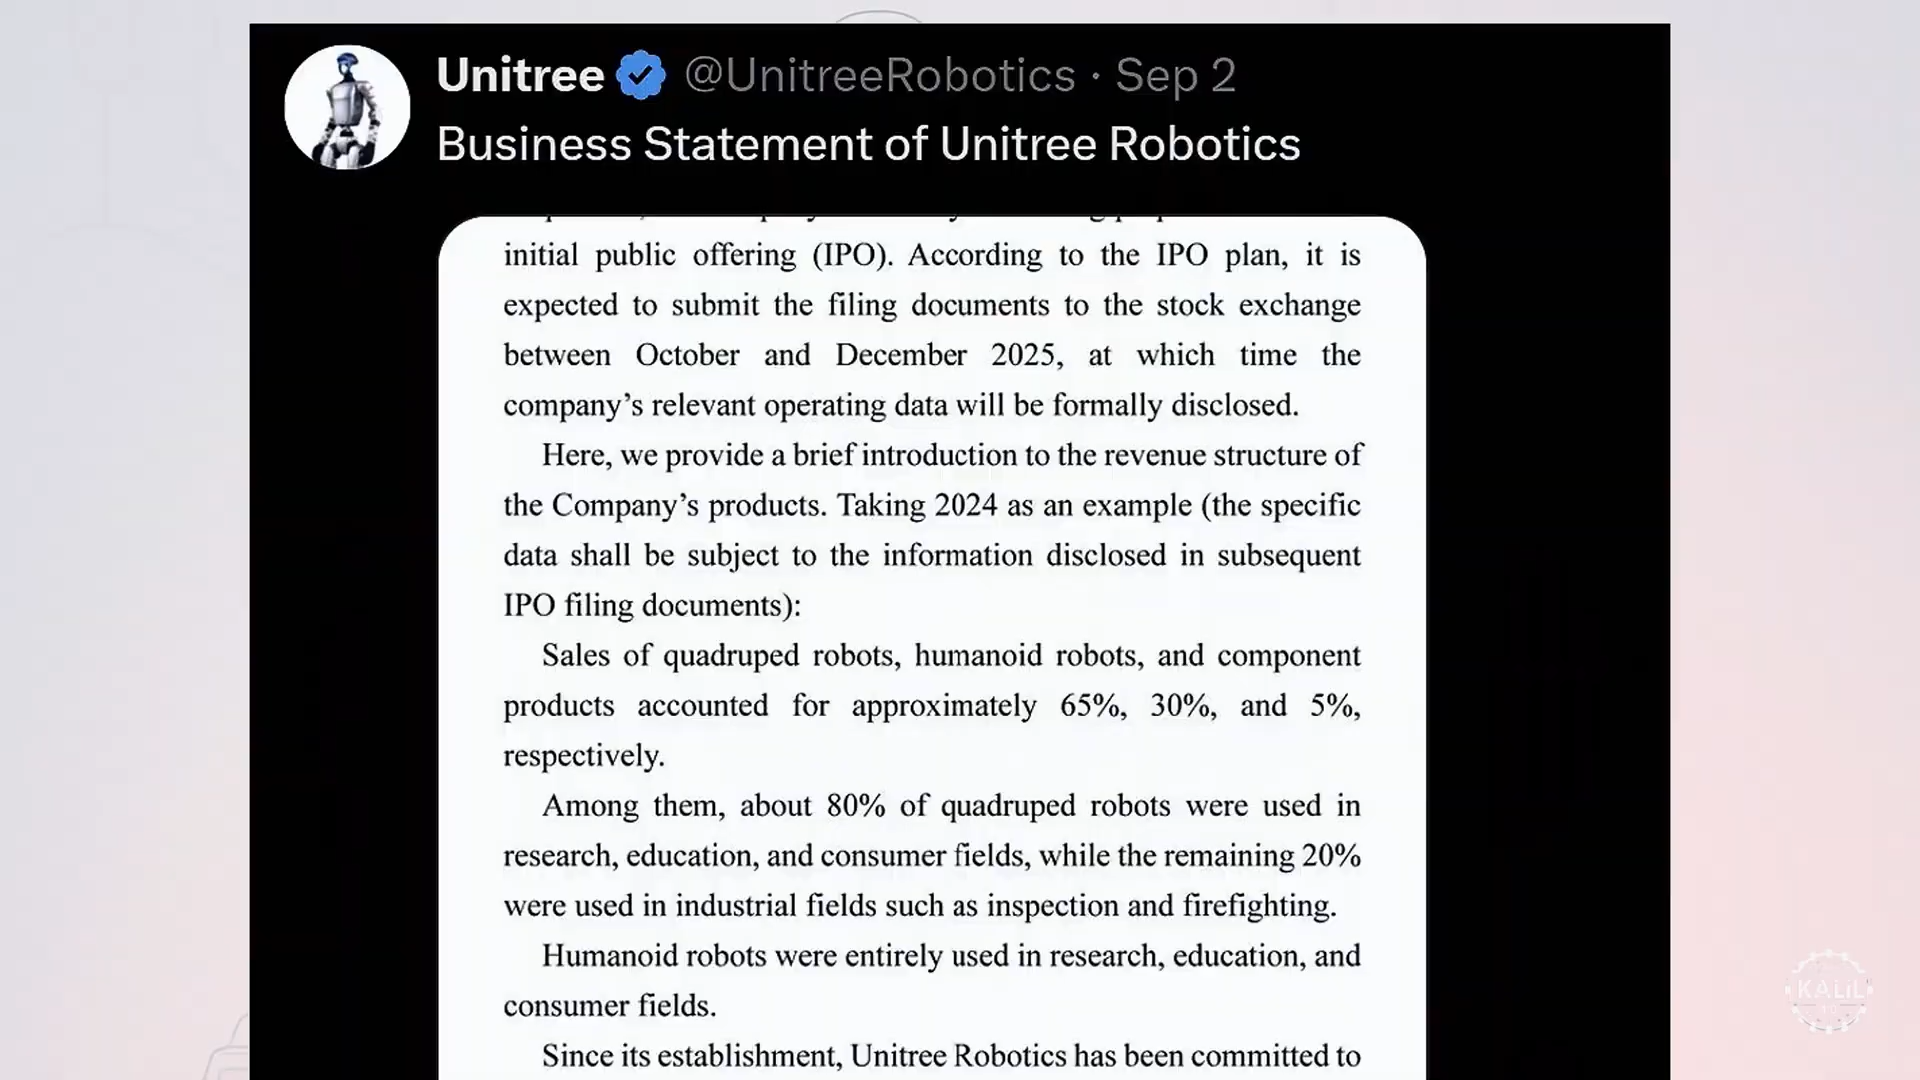 Unitree @UnitreeRobotics · Sep 2
Business Statement of Unitree Robotics
initial public offering (IPO). According to the IPO plan, it is
expected to submit the filing documents to the stock exchange
between October and December 2025, at which time the
company’s relevant operating data will be formally disclosed.
Here, we provide a brief introduction to the revenue structure of
the Company’s products. Taking 2024 as an example (the specific
data shall be subject to the information disclosed in subsequent
IPO filing documents):
Sales of quadruped robots, humanoid robots, and component
products accounted for approximately 65%, 30%, and 5%,
respectively.
Among them, about 80% of quadruped robots were used in
research, education, and consumer fields, while the remaining 20%
were used in industrial fields such as inspection and firefighting.
Humanoid robots were entirely used in research, education, and
consumer fields.
Since its establishment, Unitree Robotics has been committed to
KALiL